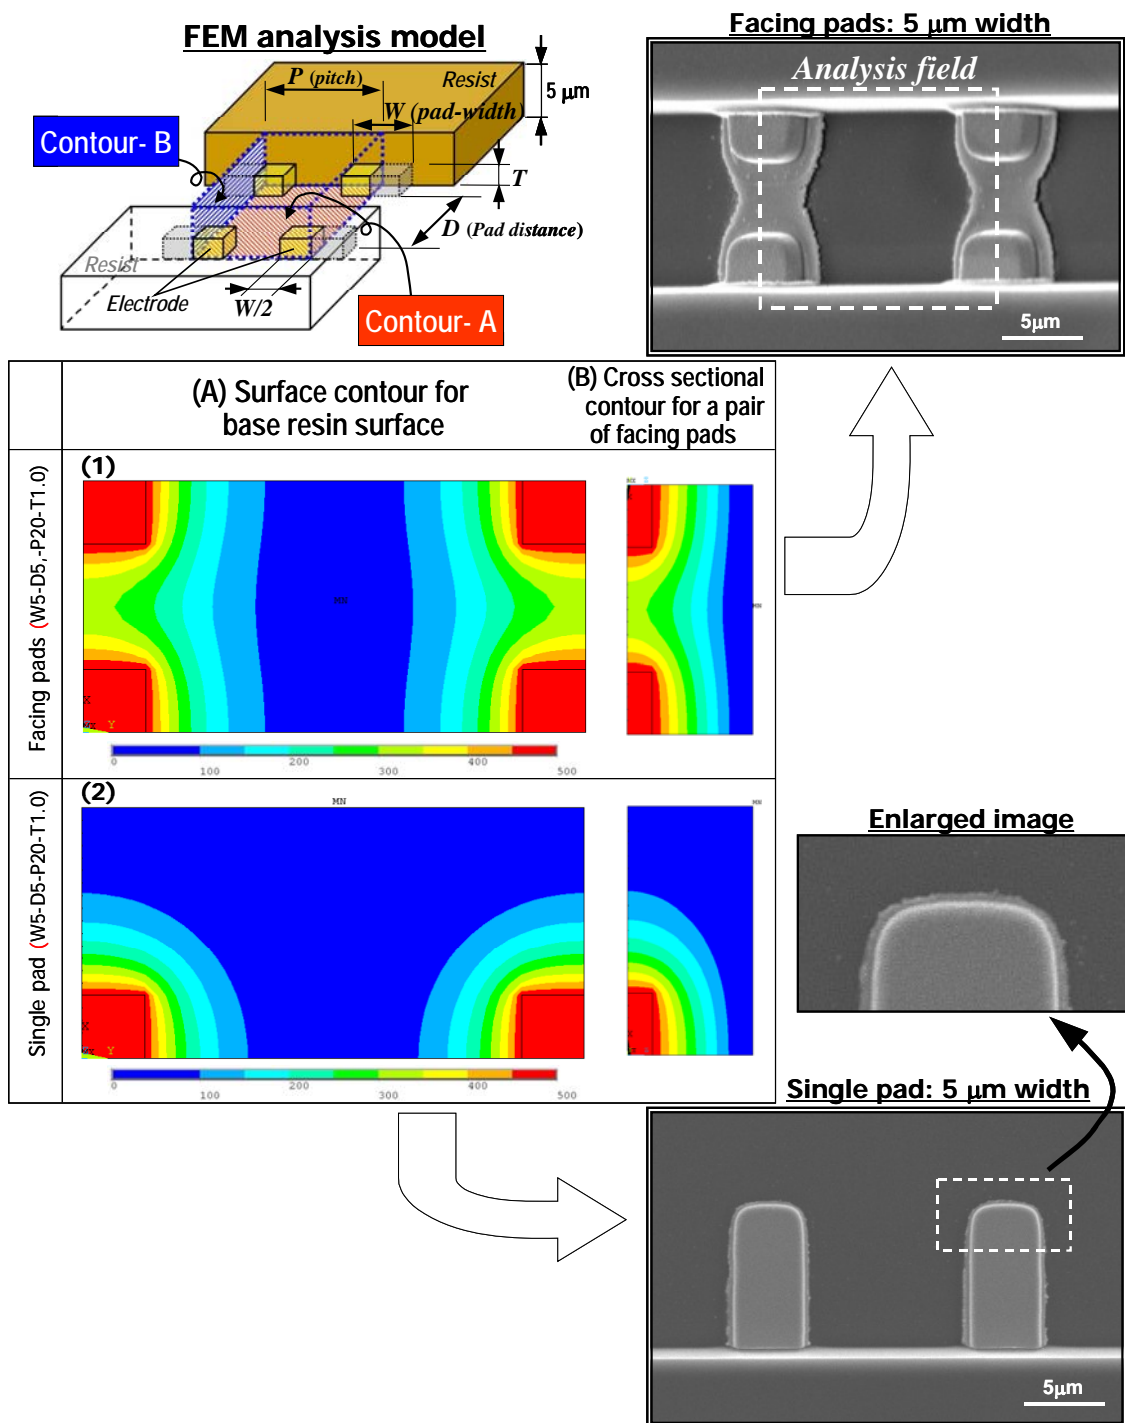 FEM analysis model
Resist
P (pitch)
5 μm
W (pad-width)
Contour- B
T
D (Pad distance)
Resist
Electrode
W/2
Contour- A
Facing pads: 5 μm width
Analysis field
5μm
(A) Surface contour for
base resin surface
(B) Cross sectional
contour for a pair
of facing pads
Facing pads (W5-D5,-P20-T1.0)
(1)
MN
X
Y
MN
0
100
200
300
400
500
Single pad (W5-D5-P20-T1.0)
(2)
MN
MN
X
Y
0
100
200
300
400
500
Enlarged image
Single pad: 5 μm width
5μm